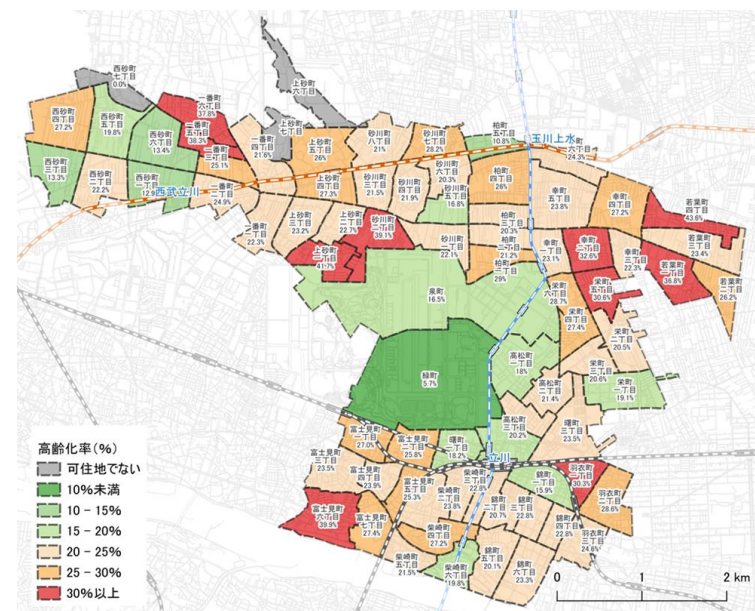 西砂町
七丁目
0.0%
上砂町
六丁目
西砂町
四丁目
27.2%
西砂町
五丁目
19.8%
西砂町
六丁目
13.4%
一番町
六丁目
37.8%
一番町
五丁目
38.3%
一番町
四丁目
21.6%
上砂町
七丁目
上砂町
五丁目
26%
砂川町
八丁目
21%
砂川町
七丁目
28.2%
柏町
五丁目
10.8%
玉川上水
六丁目
24.3%
西砂町
三丁目
13.3%
西砂町
二丁目
22.2%
西砂町
一丁目
12.9%
西武立川
三丁目
25.1%
一番町
二丁目
24.9%
上砂町
四丁目
27.3%
砂川町
三丁目
21.5%
砂川町
四丁目
21.9%
砂川町
六丁目
20.3%
砂川町
五丁目
16.8%
柏町
四丁目
26%
幸町
五丁目
23.8%
幸町
四丁目
27.2%
若葉町
四丁目
43.6%
一番町
一丁目
22.3%
上砂町
三丁目
23.2%
上砂町
二丁目
22.7%
砂川町
二丁目
39.1%
上砂町
一丁目
41.7%
砂川町
一丁目
22.1%
柏町
三丁目
20.3%
柏町
二丁目
21.2%
柏町
一丁目
29%
幸町
一丁目
23.1%
幸町
二丁目
32.6%
幸町
三丁目
22.3%
若葉町
三丁目
23.4%
若葉町
一丁目
36.8%
若葉町
二丁目
26.2%
泉町
16.5%
栄町
六丁目
28.7%
栄町
五丁目
30.6%
栄町
四丁目
27.4%
栄町
二丁目
20.5%
栄町
三丁目
20.6%
栄町
一丁目
19.1%
緑町
5.7%
高松町
一丁目
18%
高松町
二丁目
21.4%
高松町
三丁目
20.2%
曙町
三丁目
23.5%
富士見町
一丁目
27.0%
富士見町
二丁目
25.8%
曙町
一丁目
18.2%
立川
富士見町
三丁目
23.5%
富士見町
四丁目
23.9%
富士見町
五丁目
25.3%
柴崎町
三丁目
22.8%
柴崎町
二丁目
23.8%
錦町
一丁目
15.9%
羽衣町
一丁目
30.3%
羽衣町
二丁目
28.6%
富士見町
六丁目
39.9%
富士見町
七丁目
27.4%
柴崎町
四丁目
27.2%
錦町
二丁目
20.7%
錦町
三丁目
22.8%
錦町
四丁目
22.8%
羽衣町
三丁目
24.6%
柴崎町
五丁目
21.5%
柴崎町
六丁目
19.8%
錦町
五丁目
20.1%
錦町
六丁目
23.3%
高齢化率(%)
可住地でない
10%未満
10 - 15%
15 - 20%
20 - 25%
25 - 30%
30%以上
0 1 2 km